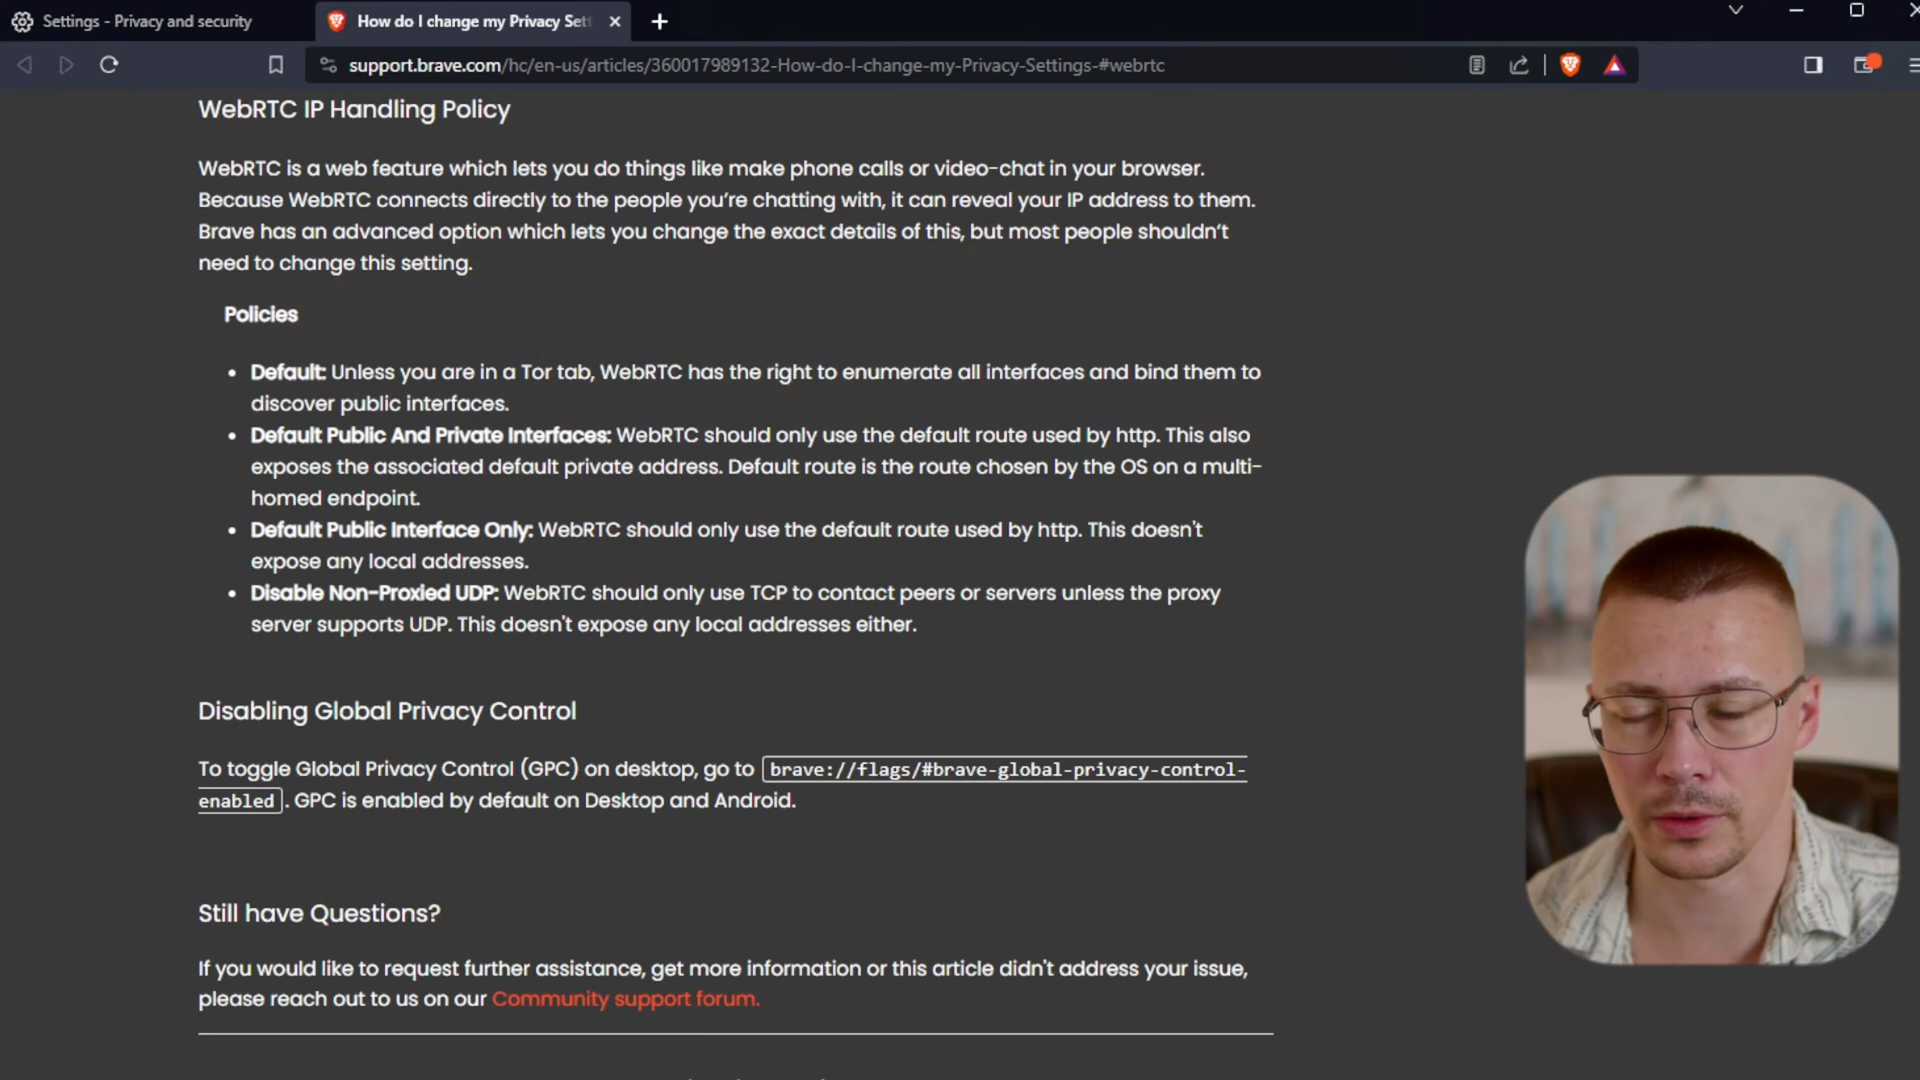 Settings - Privacy and security
How do I change my Privacy Set
support.brave.com/hc/en-us/articles/360017989132-How-do-I-change-my-Privacy-Settings-#webrtc
WebRTC IP Handling Policy
WebRTC is a web feature which lets you do things like make phone calls or video-chat in your browser.
Because WebRTC connects directly to the people you’re chatting with, it can reveal your IP address to them.
Brave has an advanced option which lets you change the exact details of this, but most people shouldn’t
need to change this setting.
Policies
• Default: Unless you are in a Tor tab, WebRTC has the right to enumerate all interfaces and bind them to
discover public interfaces.
• Default Public And Private Interfaces: WebRTC should only use the default route used by http. This also
exposes the associated default private address. Default route is the route chosen by the OS on a multi-
homed endpoint.
• Default Public Interface Only: WebRTC should only use the default route used by http. This doesn't
expose any local addresses.
• Disable Non-Proxied UDP: WebRTC should only use TCP to contact peers or servers unless the proxy
server supports UDP. This doesn't expose any local addresses either.
Disabling Global Privacy Control
To toggle Global Privacy Control (GPC) on desktop, go to brave://flags/#brave-global-privacy-control-
enabled. GPC is enabled by default on Desktop and Android.
Still have Questions?
If you would like to request further assistance, get more information or this article didn't address your issue,
please reach out to us on our Community support forum.